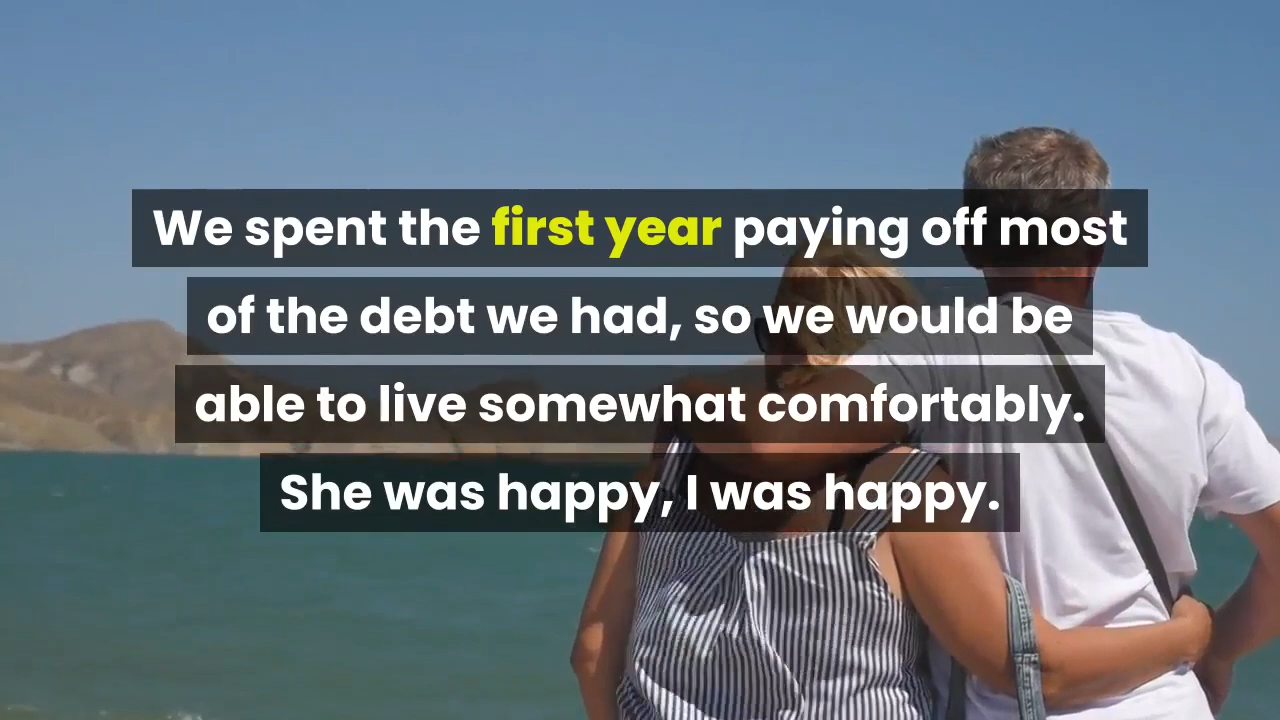 We spent the first year paying off most
of the debt we had, so we would be
able to live somewhat comfortably.
She was happy, I was happy.